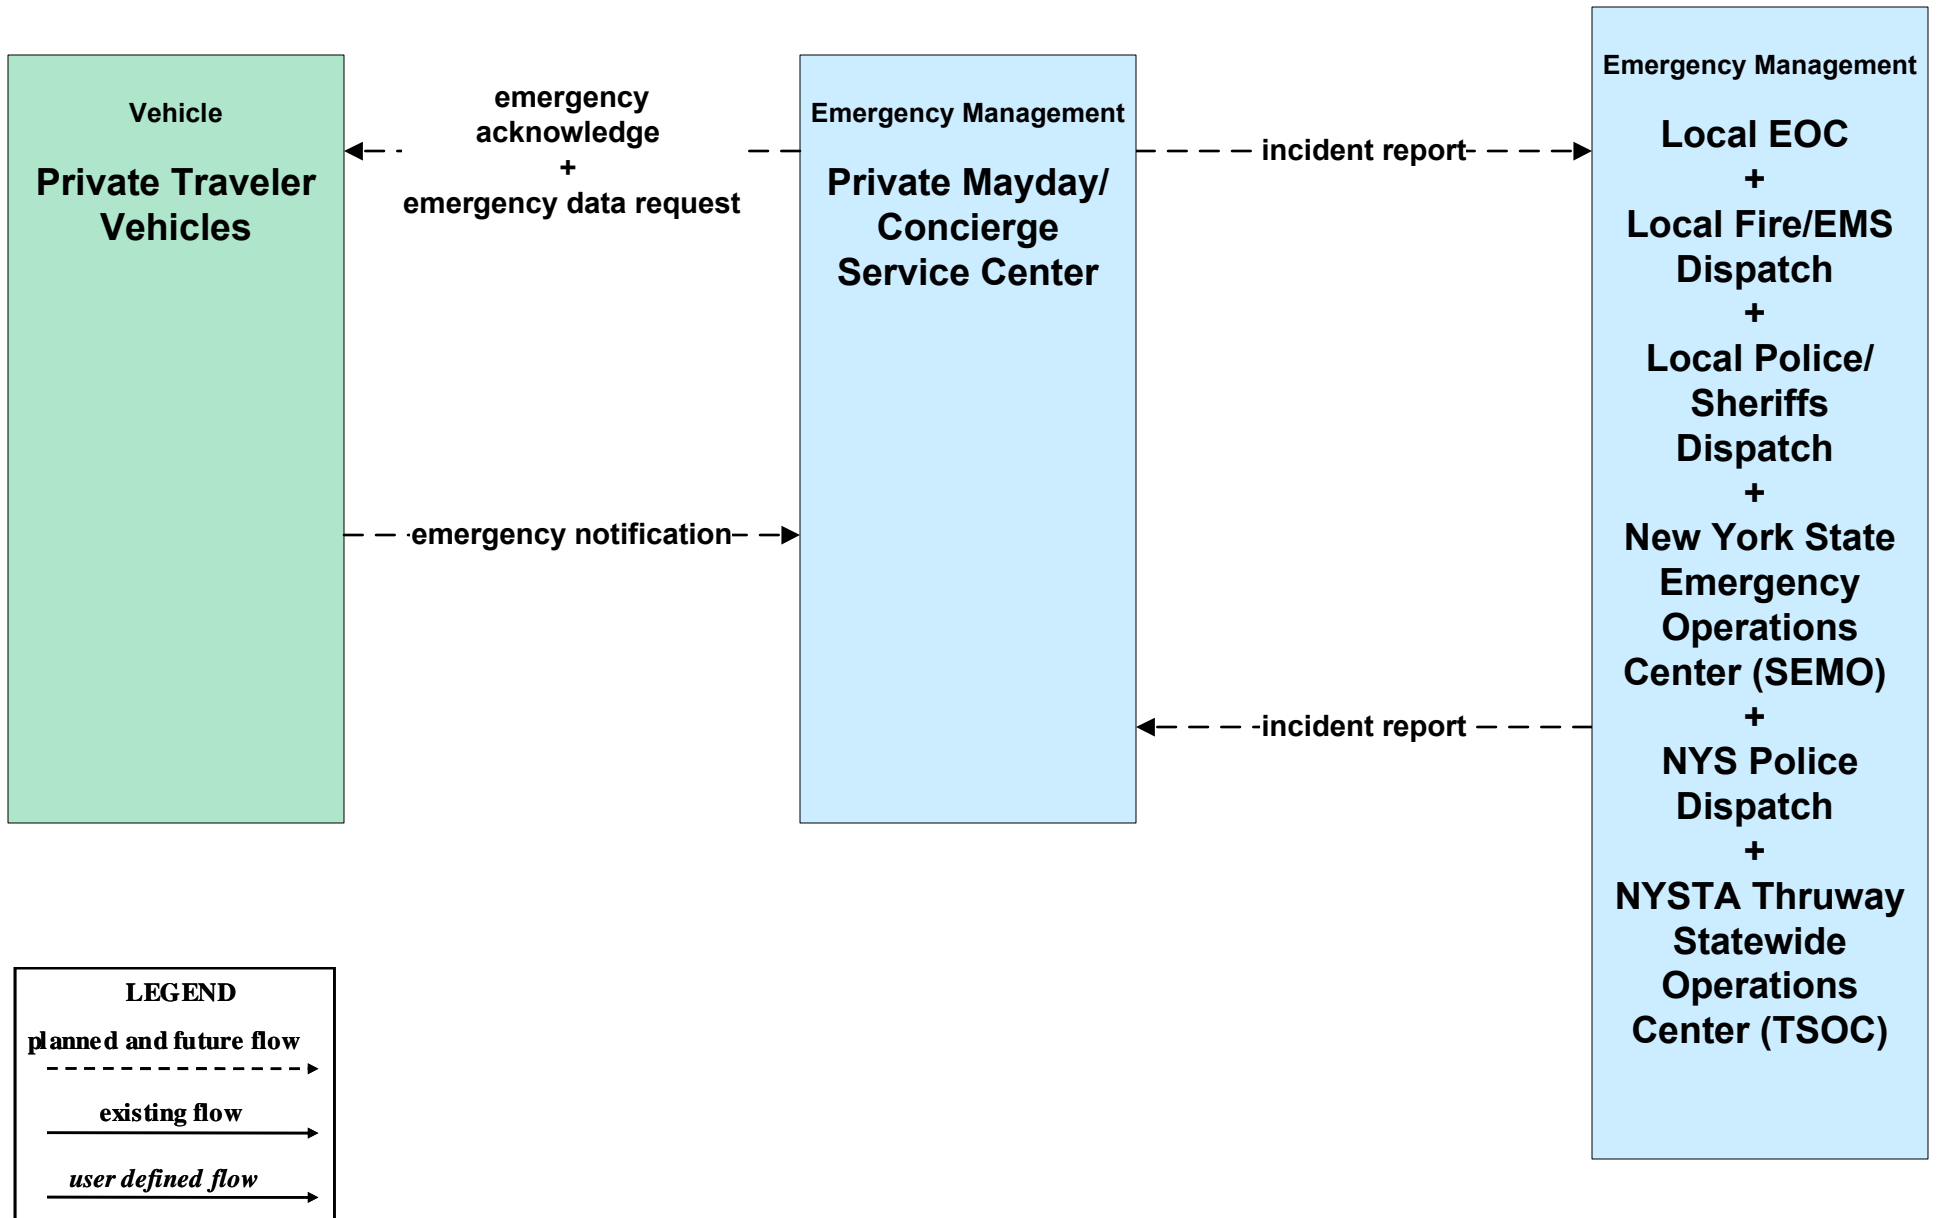 Vehicle
Private Traveler
Vehicles
emergency
acknowledge
+
emergency data request
emergency notification
Emergency Management
Private Mayday/
Concierge
Service Center
incident report
incident report
Emergency Management
Local EOC
+
Local Fire/EMS
Dispatch
+
Local Police/
Sheriffs
Dispatch
+
New York State
Emergency
Operations
Center (SEMO)
+
NYS Police
Dispatch
+
NYSTA Thruway
Statewide
Operations
Center (TSOC)
LEGEND
planned and future flow
existing flow
user defined flow